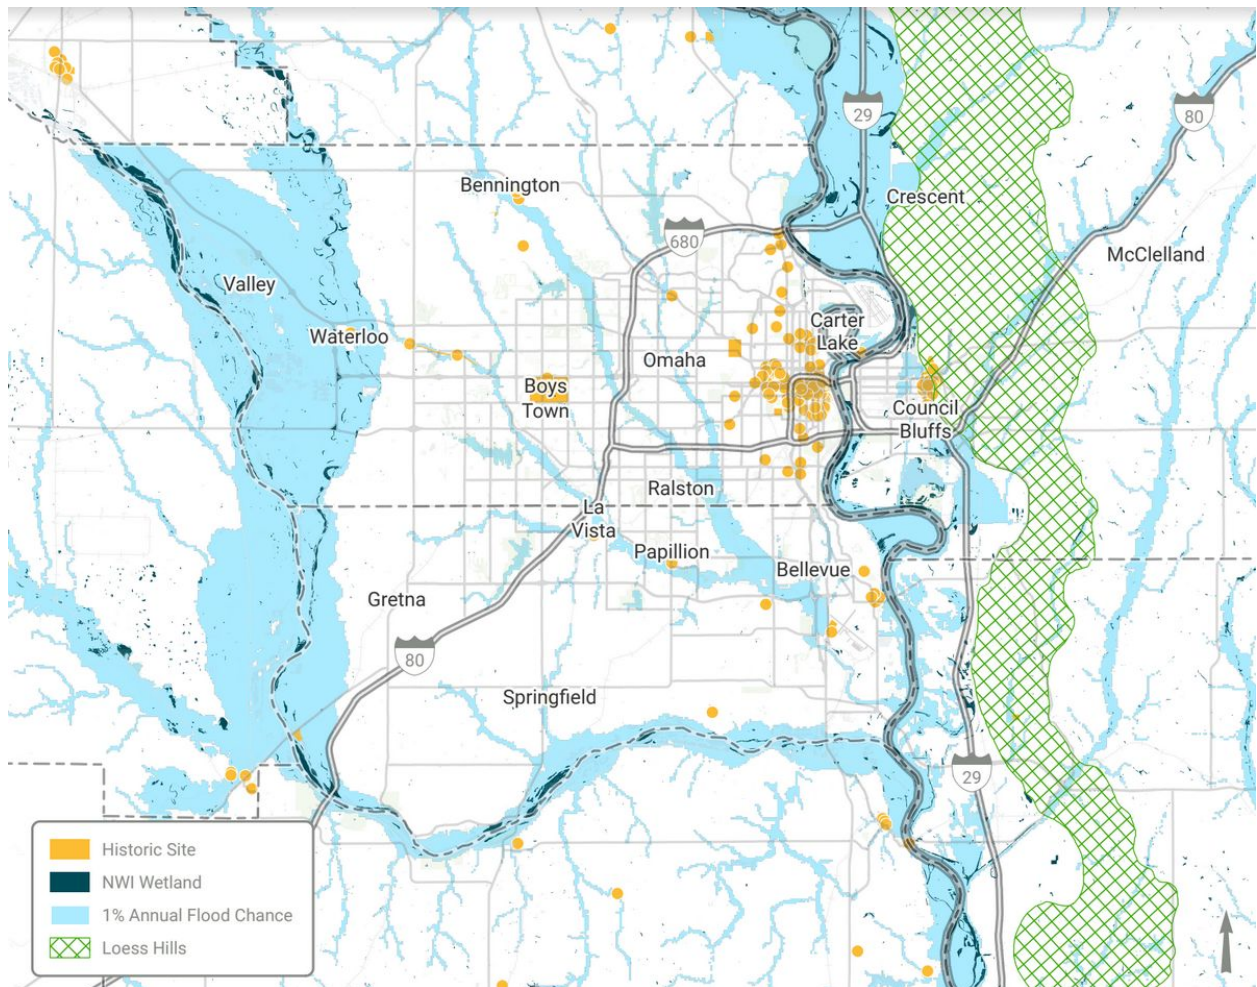 29
80
Crescent
Bennington
680
McClelland
Valley
Waterloo
Carter
Lake
Omaha
Boys
Town
Council
Bluffs
Ralston
La
Vista
Papillion
Bellevue
Gretna
80
Springfield
29
Historic Site
NWI Wetland
1% Annual Flood Chance
Loess Hills